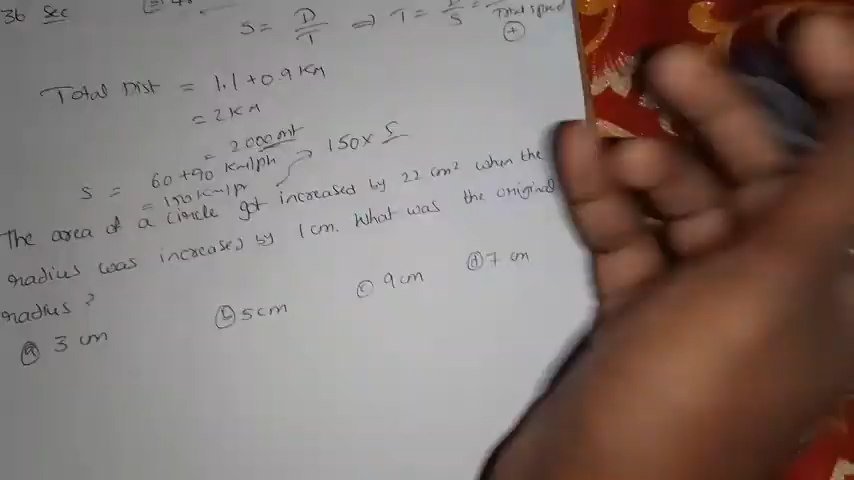 36 Sec
S = D/T ⇒ T = D/S =
Total Dist = 1.1 + 0.9 KM
= 2 KM
= 2000 mt
S = 60 + 90 Km/ph → 150 × 5
= 150 Km/pr
The area of a circle got increased by 22 cm² when the
radius was increased by 1 cm. What was the original
radius ?
(a) 3 cm (b) 5 cm (c) 9 cm (d) 7 cm